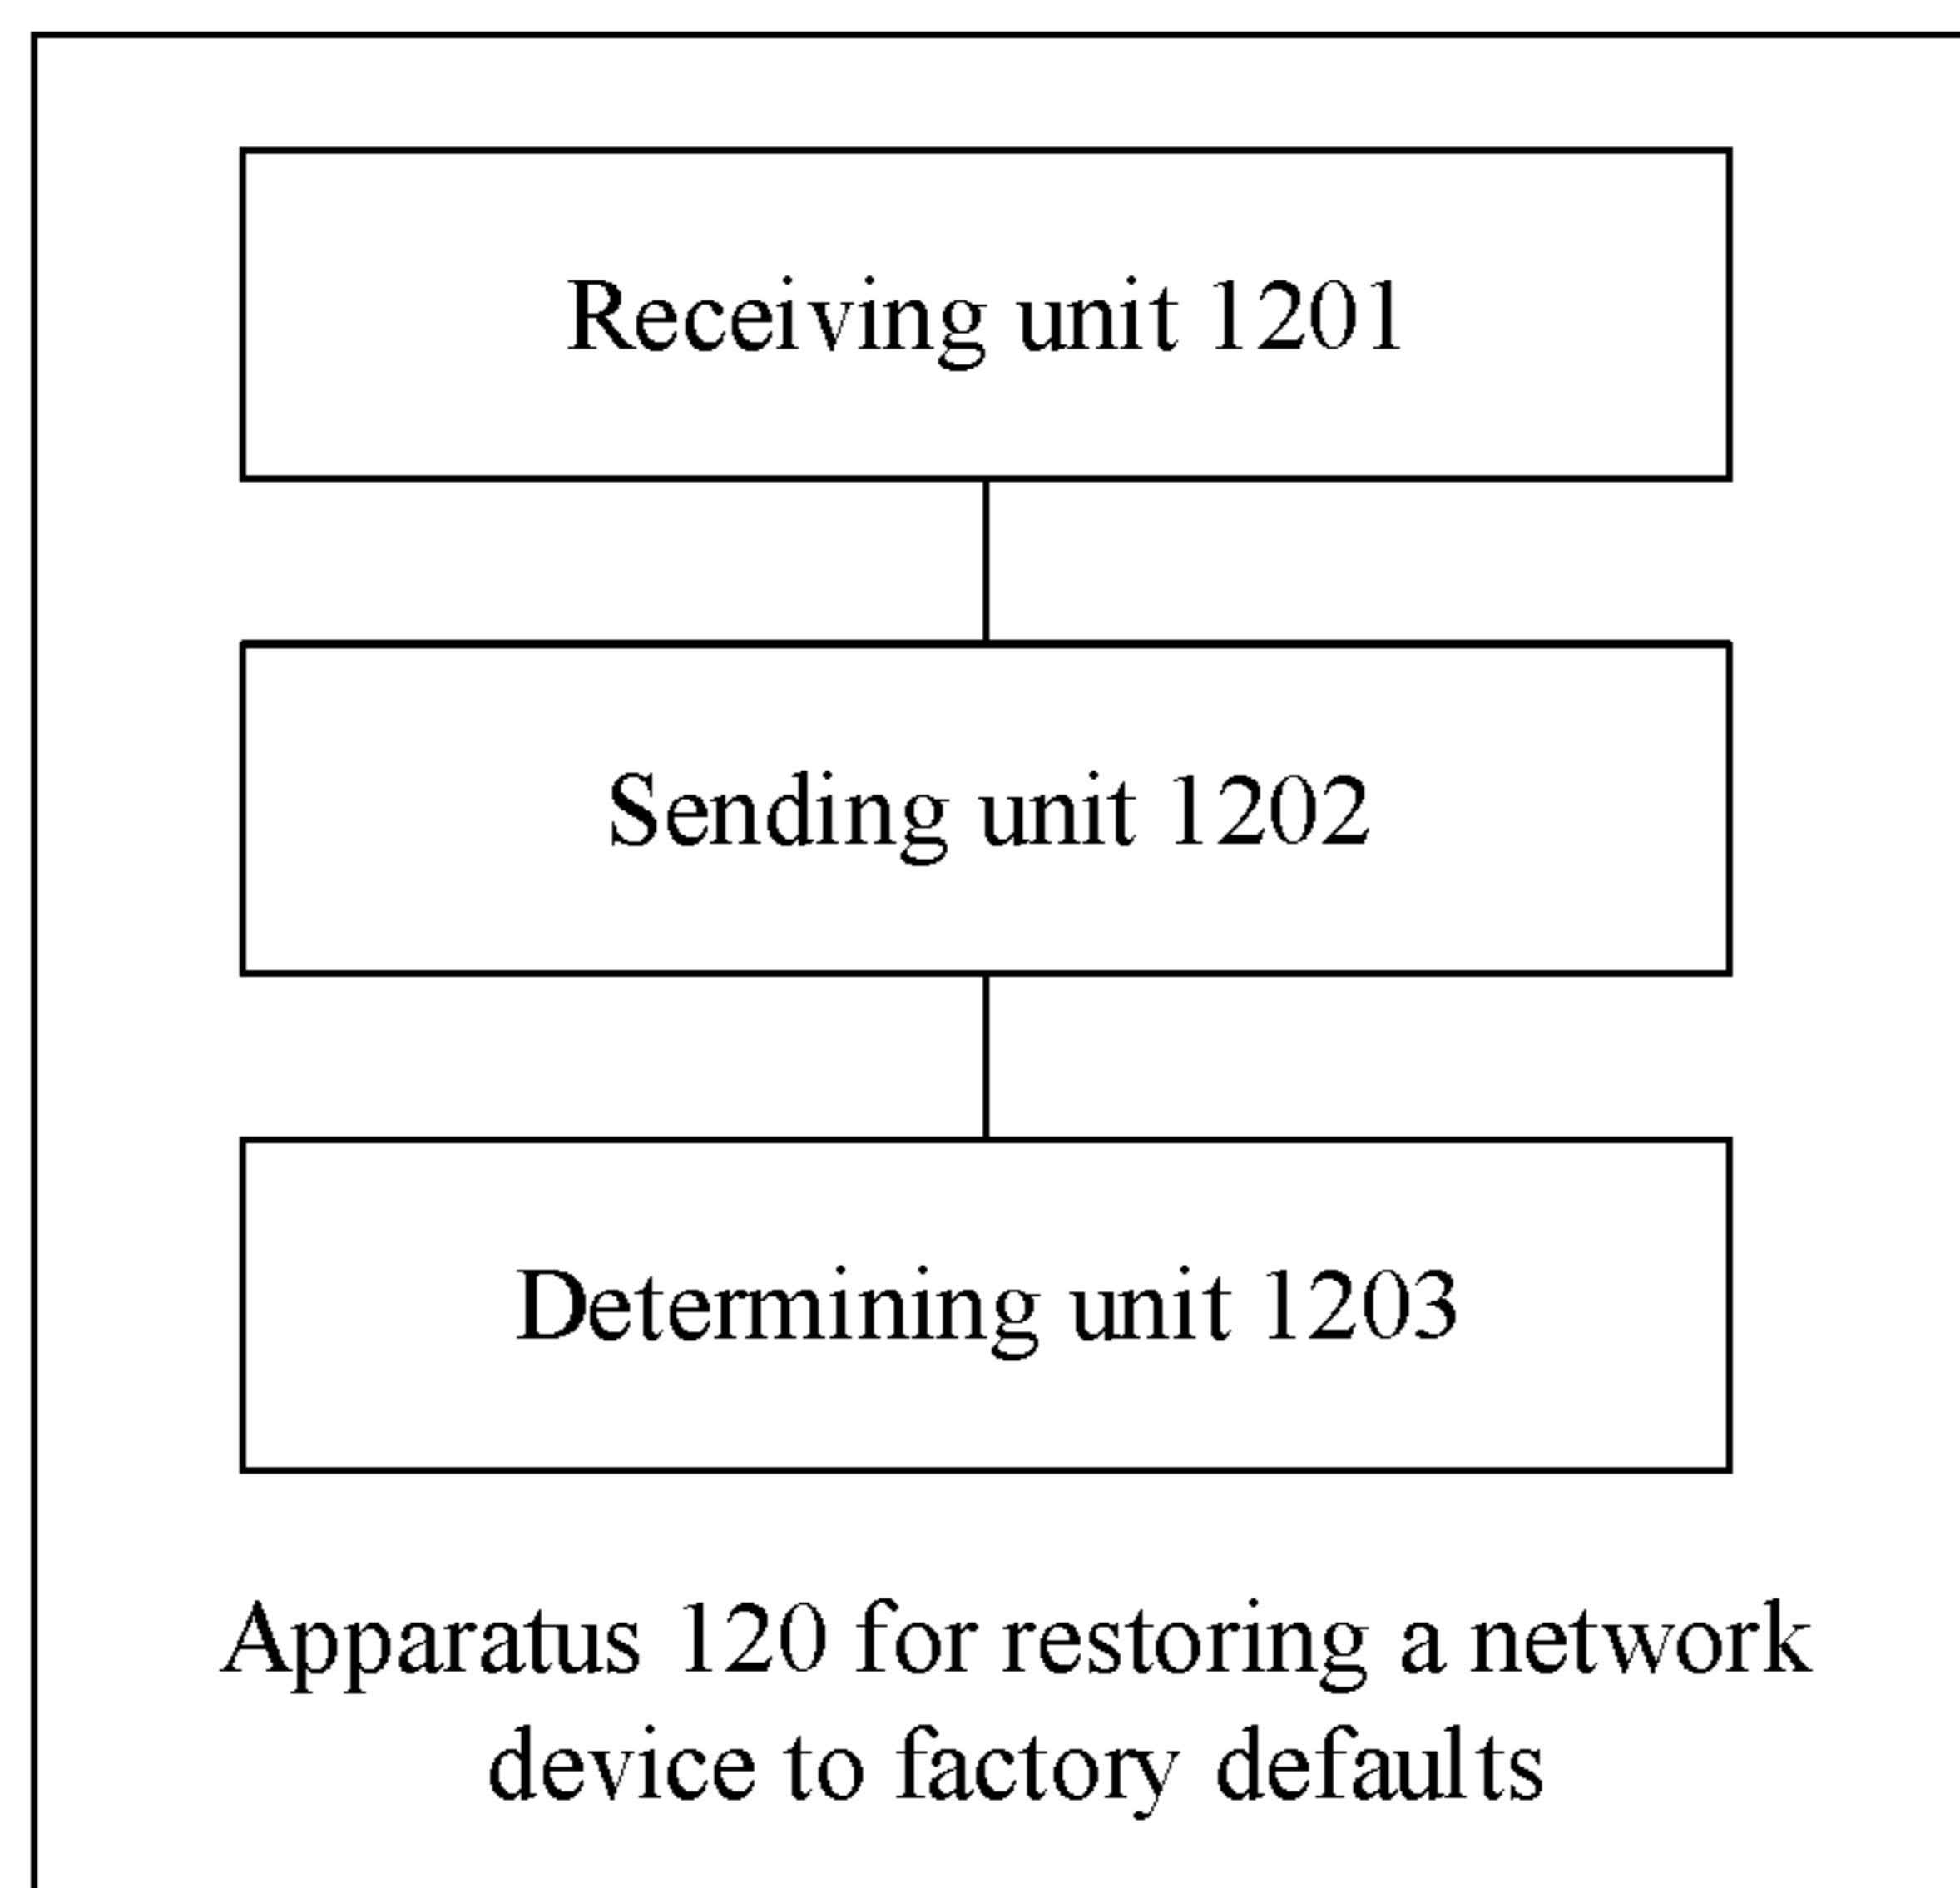 Receiving unit 1201
Sending unit 1202
Determining unit 1203
Apparatus 120 for restoring a network
device to factory defaults